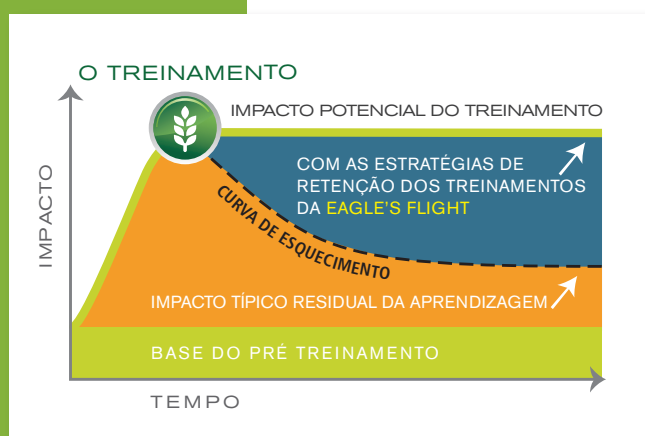 O TREINAMENTO
IMPACTO POTENCIAL DO TREINAMENTO
COM AS ESTRATÉGIAS DE
RETENÇÃO DOS TREINAMENTOS
DA EAGLE'S FLIGHT
CURVA DE ESQUECIMENTO
IMPACTO
IMPACTO TÍPICO RESIDUAL DA APRENDIZAGEM
BASE DO PRÉ TREINAMENTO
TEMPO